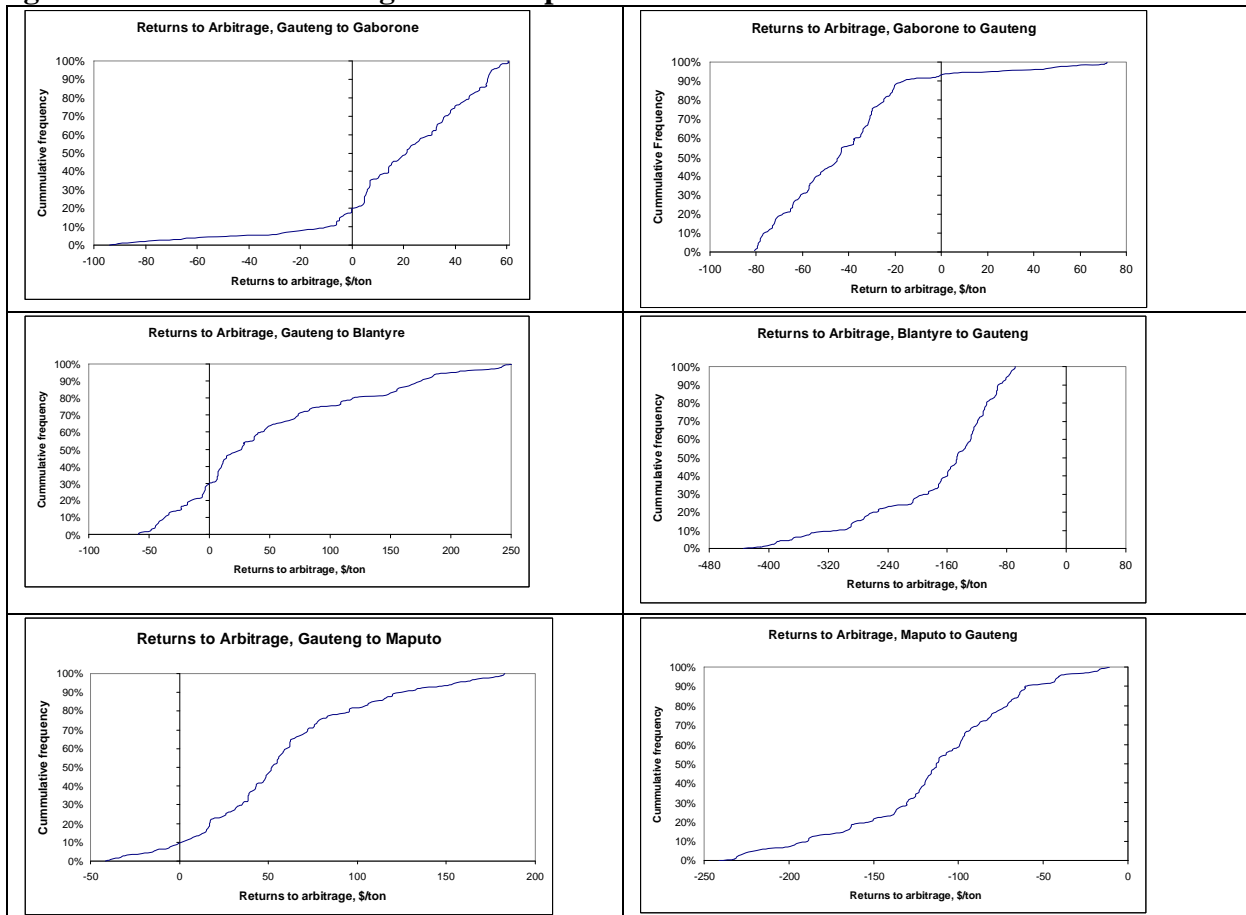 Returns to Arbitrage, Gauteng to Gaborone
100%
90%
80%
70%
60%
50%
40%
30%
20%
10%
0%
Cummulative frequency
-100 -80 -60 -40 -20 0 20 40 60
Returns to arbitrage, $/ton
Returns to Arbitrage, Gaborone to Gauteng
100%
90%
80%
70%
60%
50%
40%
30%
20%
10%
0%
Cummulative Frequency
-100 -80 -60 -40 -20 0 20 40 60 80
Return to arbitrage, $/ton
Returns to Arbitrage, Gauteng to Blantyre
100%
90%
80%
70%
60%
50%
40%
30%
20%
10%
0%
Cummulative frequency
-100 -50 0 50 100 150 200 250
Returns to arbitrage, $/ton
Returns to Arbitrage, Blantyre to Gauteng
100%
90%
80%
70%
60%
50%
40%
30%
20%
10%
0%
Cummulative frequency
-480 -400 -320 -240 -160 -80 0 80
Returns to arbitrage, $/ton
Returns to Arbitrage, Gauteng to Maputo
100%
90%
80%
70%
60%
50%
40%
30%
20%
10%
0%
Cummulative frequency
-50 0 50 100 150 200
Returns to arbitrage, $/ton
Returns to Arbitrage, Maputo to Gauteng
100%
90%
80%
70%
60%
50%
40%
30%
20%
10%
0%
Cummulative frequency
-250 -200 -150 -100 -50 0
Returns to arbitrage, $/ton